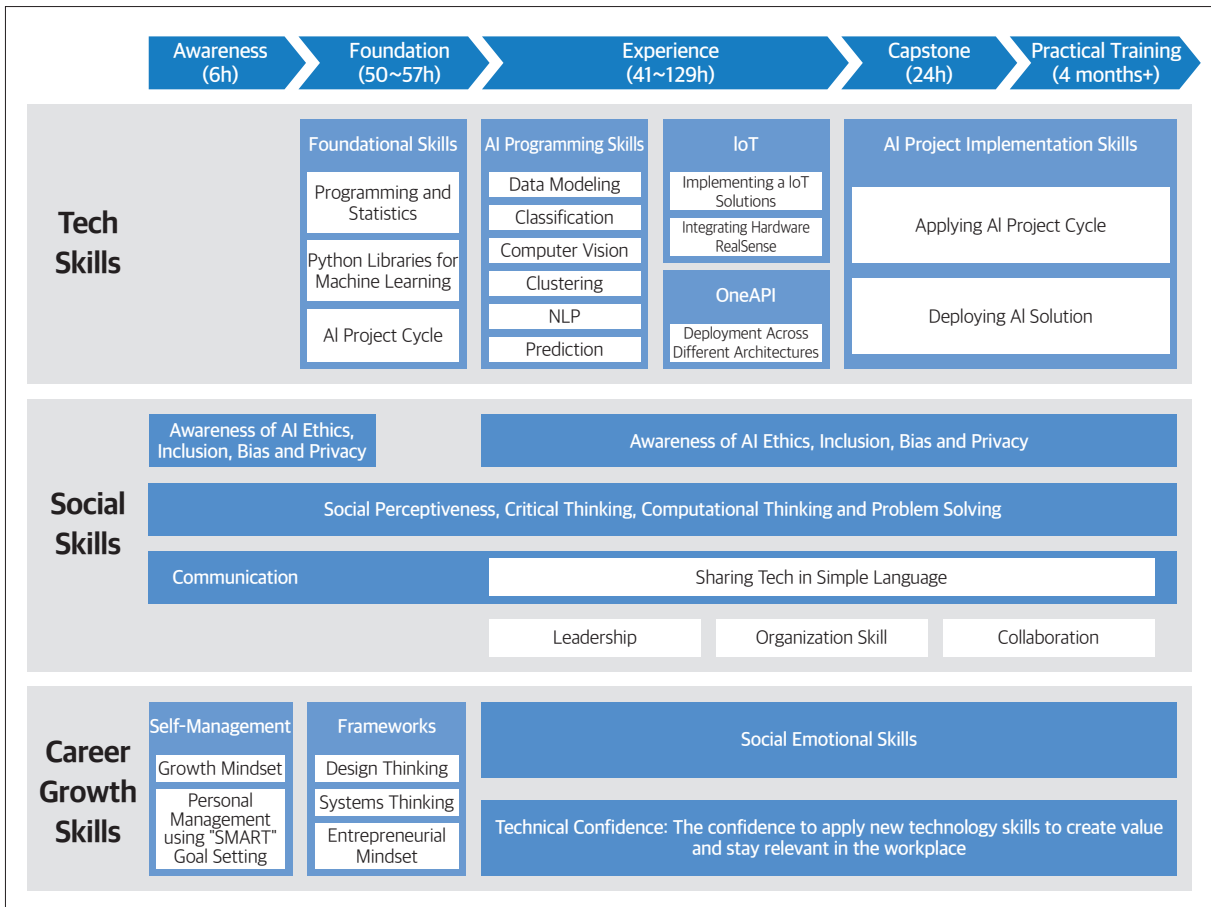 Awareness
(6h)
Foundation
(50~57h)
Experience
(41~129h)
Capstone
(24h)
Practical Training
(4 months+)
Tech
Skills
Foundational Skills
Programming and
Statistics
Python Libraries for
Machine Learning
AI Project Cycle
AI Programming Skills
Data Modeling
Classification
Computer Vision
Clustering
NLP
Prediction
IoT
Implementing a IoT
Solutions
Integrating Hardware
RealSense
OneAPI
Deployment Across
Different Architectures
AI Project Implementation Skills
Applying AI Project Cycle
Deploying AI Solution
Social
Skills
Awareness of AI Ethics,
Inclusion, Bias and Privacy
Awareness of AI Ethics, Inclusion, Bias and Privacy
Social Perceptiveness, Critical Thinking, Computational Thinking and Problem Solving
Communication
Sharing Tech in Simple Language
Leadership
Organization Skill
Collaboration
Career
Growth
Skills
Self-Management
Growth Mindset
Personal
Management
using "SMART"
Goal Setting
Frameworks
Design Thinking
Systems Thinking
Entrepreneurial
Mindset
Social Emotional Skills
Technical Confidence: The confidence to apply new technology skills to create value
and stay relevant in the workplace